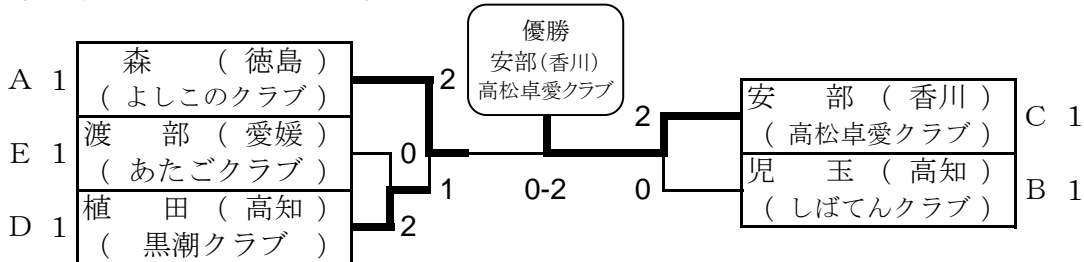 優勝
安部(香川)
高松卓愛クラブ
A 1
森 ( 徳島 )
( よしこのクラブ )
2
E 1
渡 部 ( 愛媛 )
( あたごクラブ )
0
D 1
植 田 ( 高知 )
( 黒潮クラブ )
2
1
0-2
2
安 部 ( 香川 )
( 高松卓愛クラブ )
C 1
0
児 玉 ( 高知 )
( しばてんクラブ )
B 1